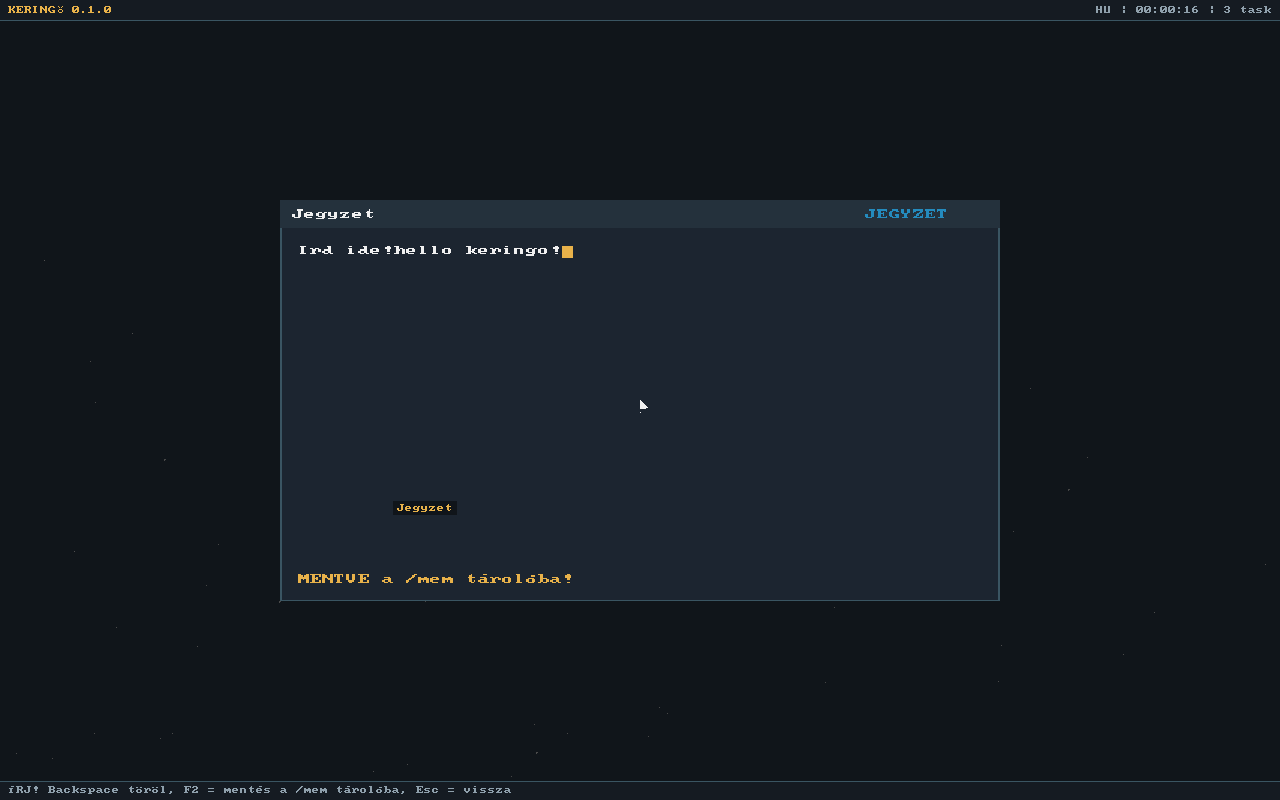 KERINGő 0.1.0
HU | 00:00:16 | 3 task
Jegyzet
JEGYZET
Ird ide!hello keringo!
Jegyzet
MENTVE a /mem tárolóba!
íRJ! Backspace töröl, F2 = mentés a /mem tárolóba, Esc = vissza